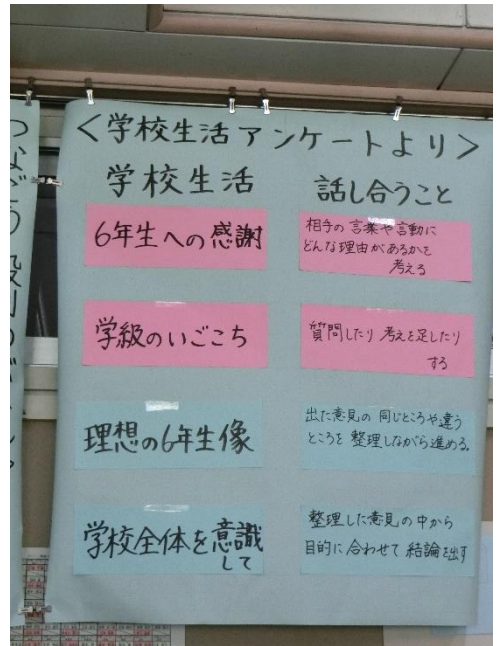 <学校生活アンケートより>
学校生活
6年生への感謝
学級のいごこち
理想の6年生像
学校全体を意識
して
話し合うこと
相手の言葉や言動に
どんな理由があるかを
考える
質問したり 考えを足したり
する
出た意見の 同じところや違う
ところを 整理しながら進める。
整理した意見の中から
目的に合わせて 結論を出す